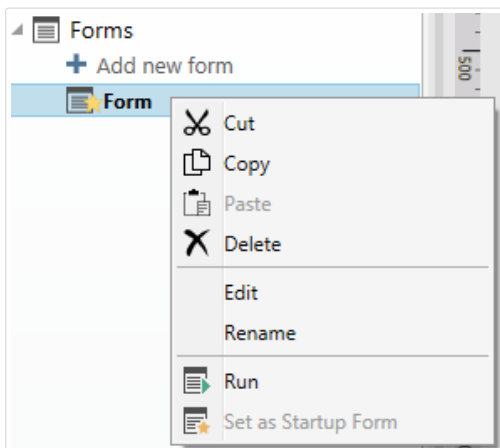 Forms
Add new form
Form
Cut
Copy
Paste
Delete
Edit
Rename
Run
Set as Startup Form
500